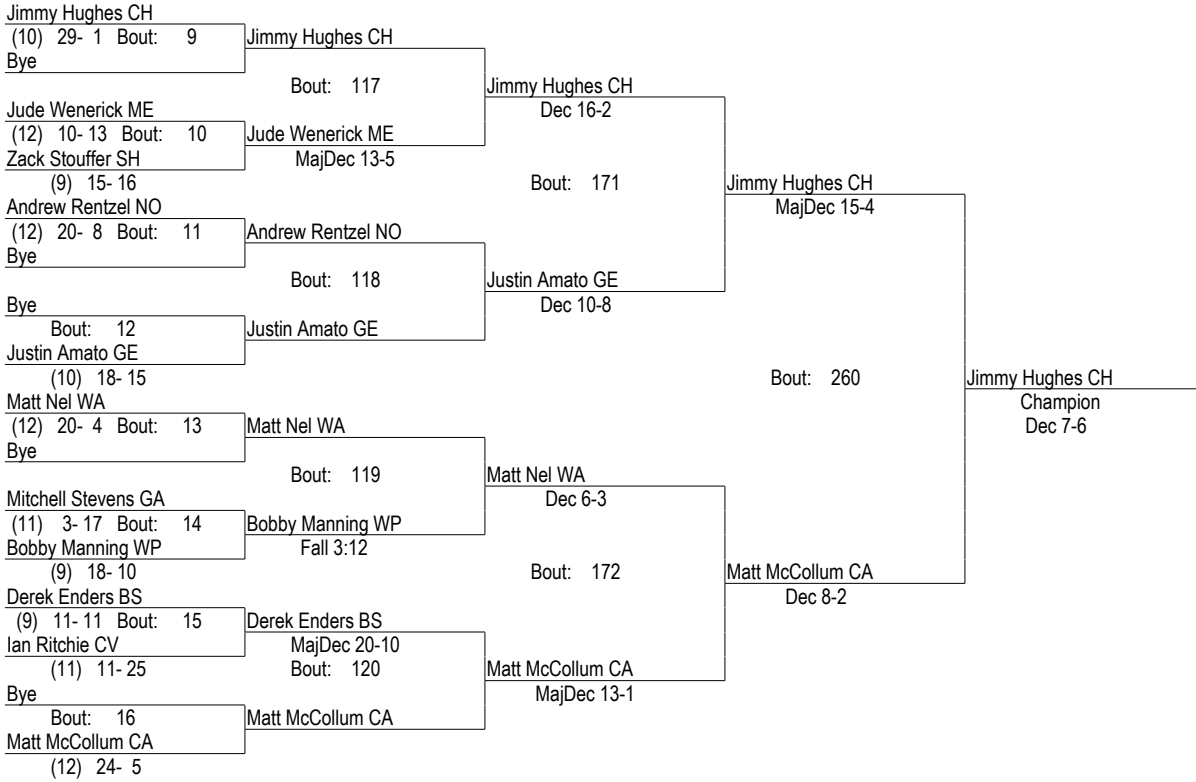 Jimmy Hughes CH
(10) 29- 1 Bout: 9 Jimmy Hughes CH
Bye
Bout: 117 Jimmy Hughes CH
Jude Wenerick ME Dec 16-2
(12) 10- 13 Bout: 10 Jude Wenerick ME
Zack Stouffer SH MajDec 13-5
(9) 15- 16 Bout: 171 Jimmy Hughes CH
Andrew Rentzel NO MajDec 15-4
(12) 20- 8 Bout: 11 Andrew Rentzel NO
Bye
Bout: 118 Justin Amato GE
Bye Dec 10-8
Bout: 12 Justin Amato GE
Justin Amato GE
(10) 18- 15 Bout: 260 Jimmy Hughes CH
Matt Nel WA Champion
(12) 20- 4 Bout: 13 Matt Nel WA Dec 7-6
Bye
Bout: 119 Matt Nel WA
Mitchell Stevens GA Dec 6-3
(11) 3- 17 Bout: 14 Bobby Manning WP
Bobby Manning WP Fall 3:12
(9) 18- 10 Bout: 172 Matt McCollum CA
Derek Enders BS Dec 8-2
(9) 11- 11 Bout: 15 Derek Enders BS
Ian Ritchie CV MajDec 20-10
(11) 11- 25 Bout: 120 Matt McCollum CA
Bye MajDec 13-1
Bout: 16 Matt McCollum CA
Matt McCollum CA
(12) 24- 5